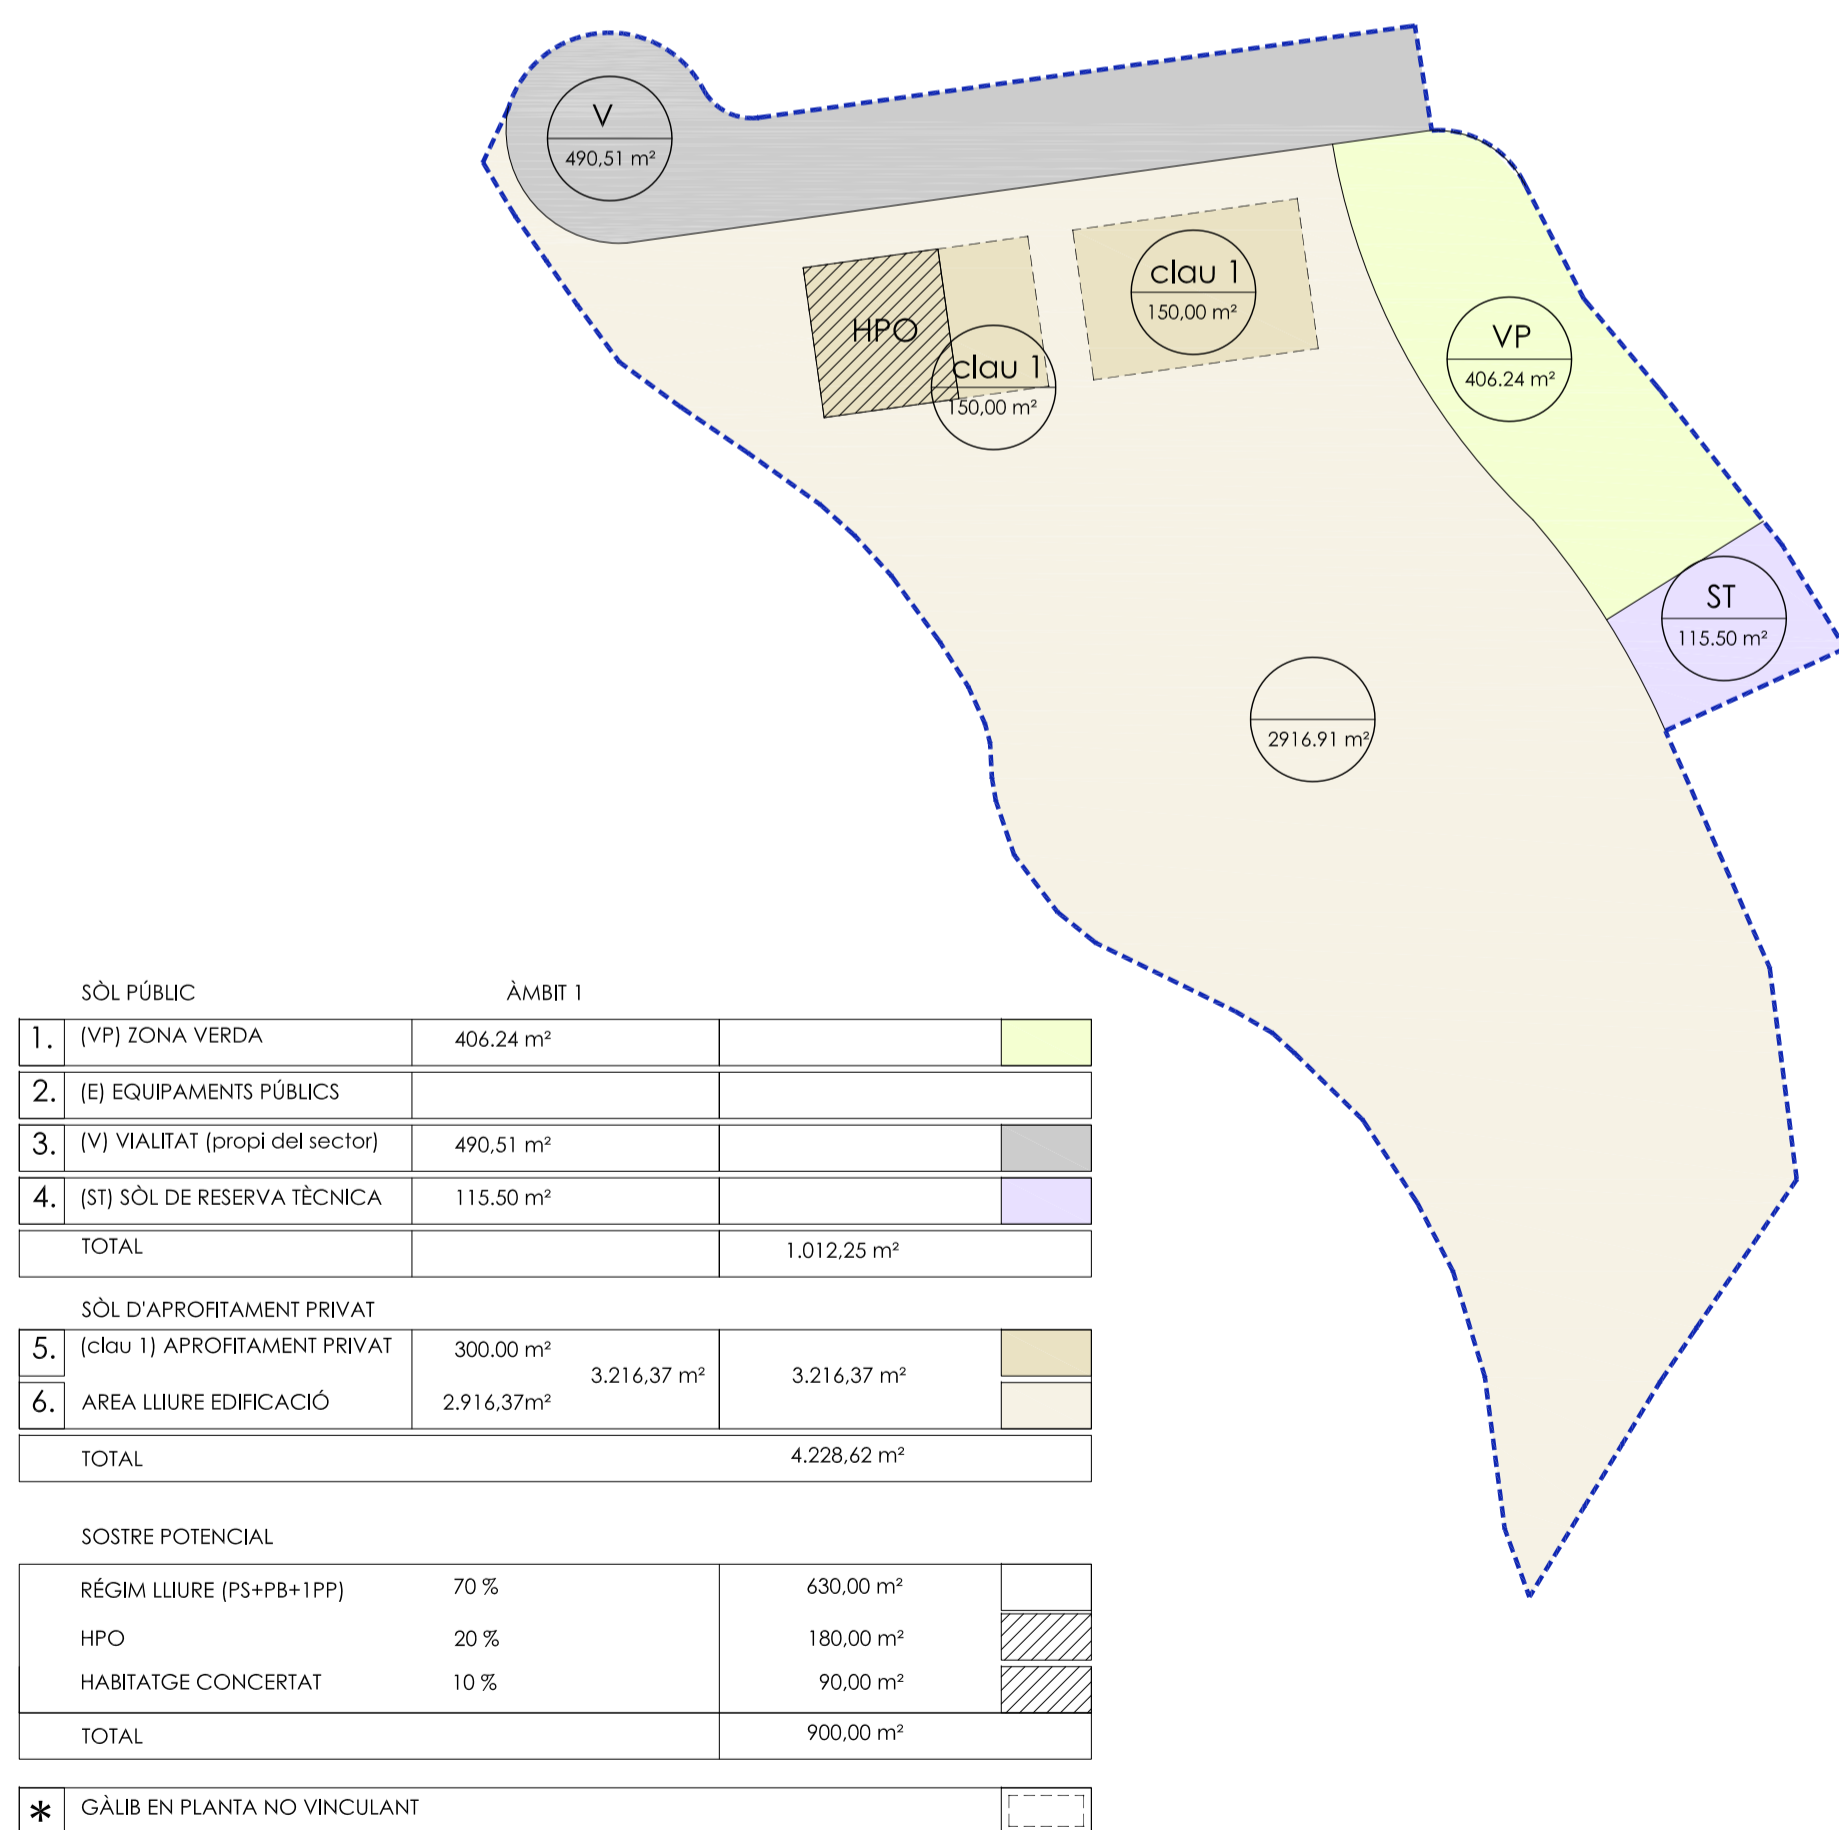 V
490,51 m²
clau 1
150,00 m²
HPO
clau 1
150,00 m²
VP
406.24 m²
ST
115.50 m²
2916.91 m²
SÒL PÚBLIC ÀMBIT 1
1. (VP) ZONA VERDA 406.24 m²
2. (E) EQUIPAMENTS PÚBLICS
3. (V) VIALITAT (propi del sector) 490,51 m²
4. (ST) SÒL DE RESERVA TÈCNICA 115.50 m²
TOTAL 1.012,25 m²
SÒL D'APROFITAMENT PRIVAT
5. (clau 1) APROFITAMENT PRIVAT 300.00 m²
3.216,37 m² 3.216,37 m²
6. AREA LLIURE EDIFICACIÓ 2.916,37m²
TOTAL 4.228,62 m²
SOSTRE POTENCIAL
RÉGIM LLIURE (PS+PB+1PP) 70 % 630,00 m²
HPO 20 % 180,00 m²
HABITATGE CONCERTAT 10 % 90,00 m²
TOTAL 900,00 m²
* GÀLIB EN PLANTA NO VINCULANT